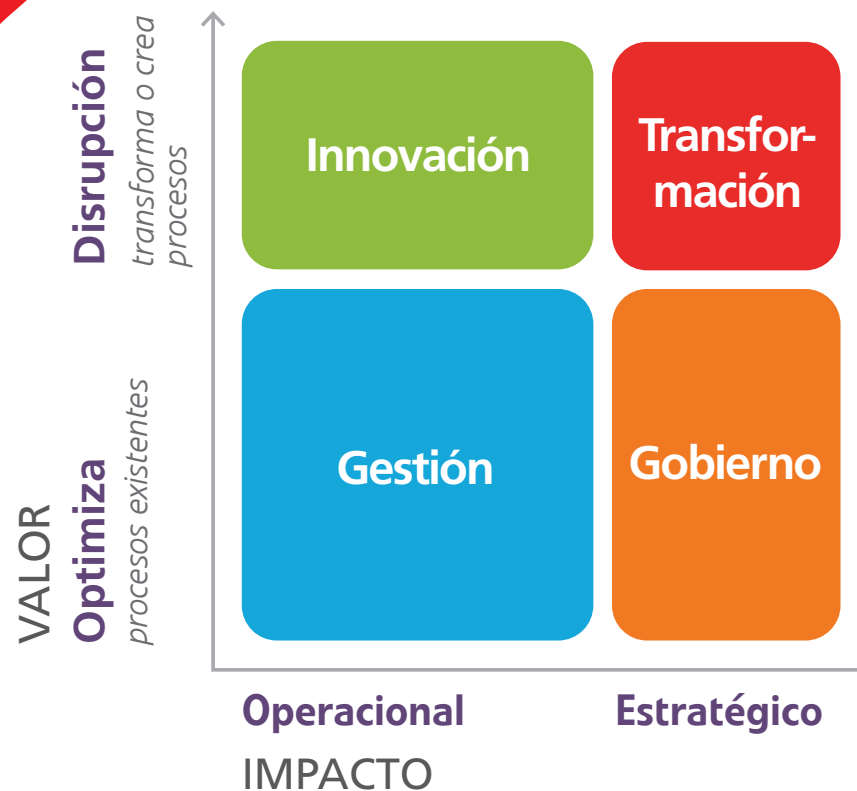 Disrupción
transforma o crea
procesos
Innovación
Transfor-
mación
VALOR
Optimiza
procesos existentes
Gestión
Gobierno
Operacional
Estratégico
IMPACTO